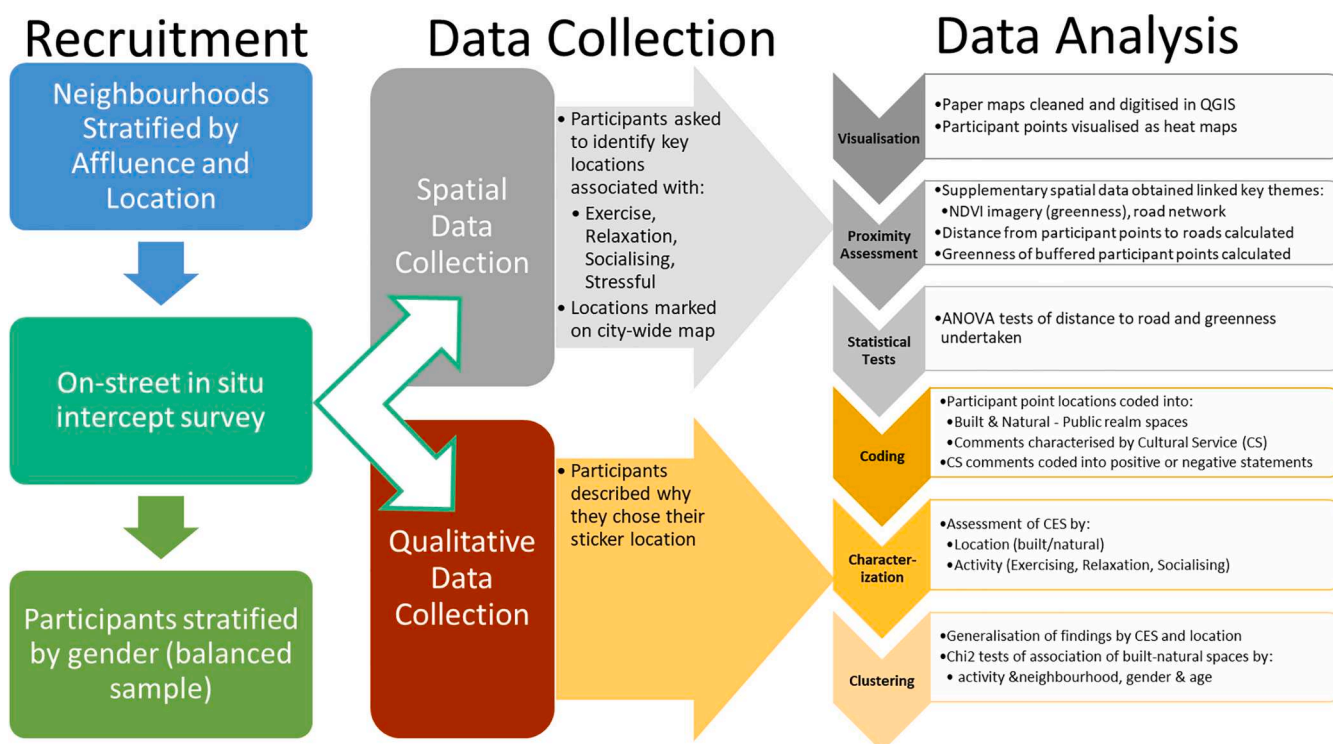 Recruitment
Neighbourhoods
Stratified by
Affluence and
Location
On-street in situ
intercept survey
Participants stratified
by gender (balanced
sample)
Data Collection
Spatial
Data
Collection
• Participants asked
to identify key
locations
associated with:
• Exercise,
Relaxation,
Socialising,
Stressful
• Locations marked
on city-wide map
Qualitative
Data
Collection
• Participants
described why
they chose their
sticker location
Data Analysis
Visualisation
•Paper maps cleaned and digitised in QGIS
•Participant points visualised as heat maps
Proximity
Assessment
•Supplementary spatial data obtained linked key themes:
•NDVI imagery (greenness), road network
•Distance from participant points to roads calculated
•Greenness of buffered participant points calculated
Statistical
Tests
•ANOVA tests of distance to road and greenness
undertaken
Coding
•Participant point locations coded into:
•Built & Natural - Public realm spaces
•Comments characterised by Cultural Service (CS)
•CS comments coded into positive or negative statements
Character-
ization
•Assessment of CES by:
•Location (built/natural)
•Activity (Exercising, Relaxation, Socialising)
Clustering
•Generalisation of findings by CES and location
•Chi2 tests of association of built-natural spaces by:
• activity &neighbourhood, gender & age